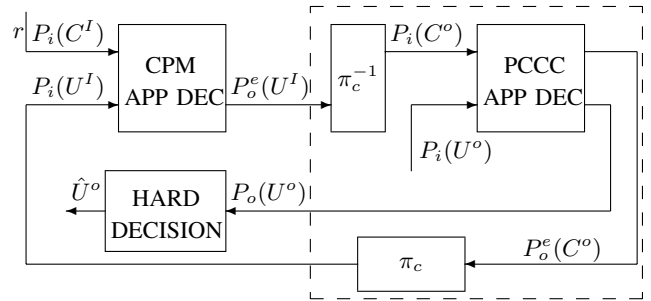 r P_i(C^I)
P_i(U^I)
CPM
APP DEC
P_o^e(U^I)
π_c^{-1}
P_i(C^o)
PCCC
APP DEC
P_i(U^o)
Û^o
HARD
DECISION
P_o(U^o)
π_c
P_o^e(C^o)